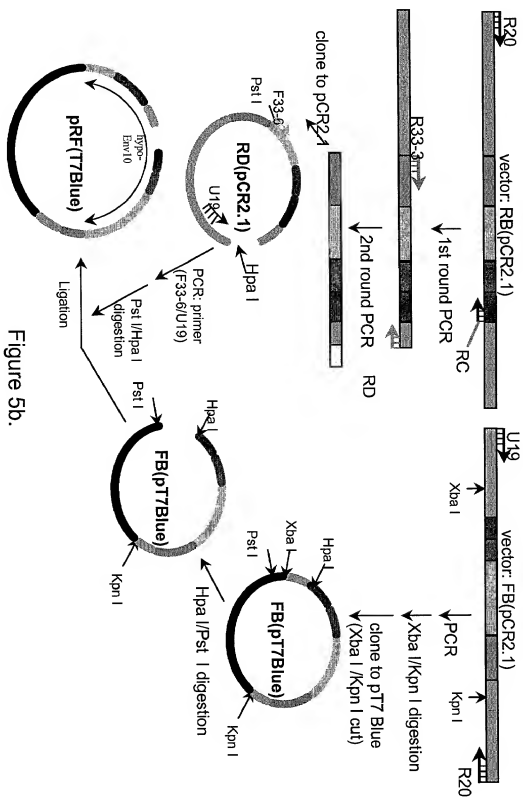 R20
vector: RB(pCR2.1)
RC
1st round PCR
R33-3
2nd round PCR
RD
clone to pCR2.1
F33-6
Pst I
RD(pCR2.1)
U19
Hpa I
PCR: primer
(F33-6/U19)
Pst I/Hpa I
digestion
Ligation
hypo-
Env10
pRF(T7Blue)
U19
vector: FB(pCR2.1)
Xba I
Kpn I
R20
PCR
Xba I/Kpn I digestion
clone to pT7 Blue
(Xba I /Kpn I cut)
Hpa I
Xba I
Pst I
FB(pT7Blue)
Kpn I
Hpa I/Pst I digestion
Hpa I
Pst I
FB(pT7Blue)
Kpn I
Figure 5b.